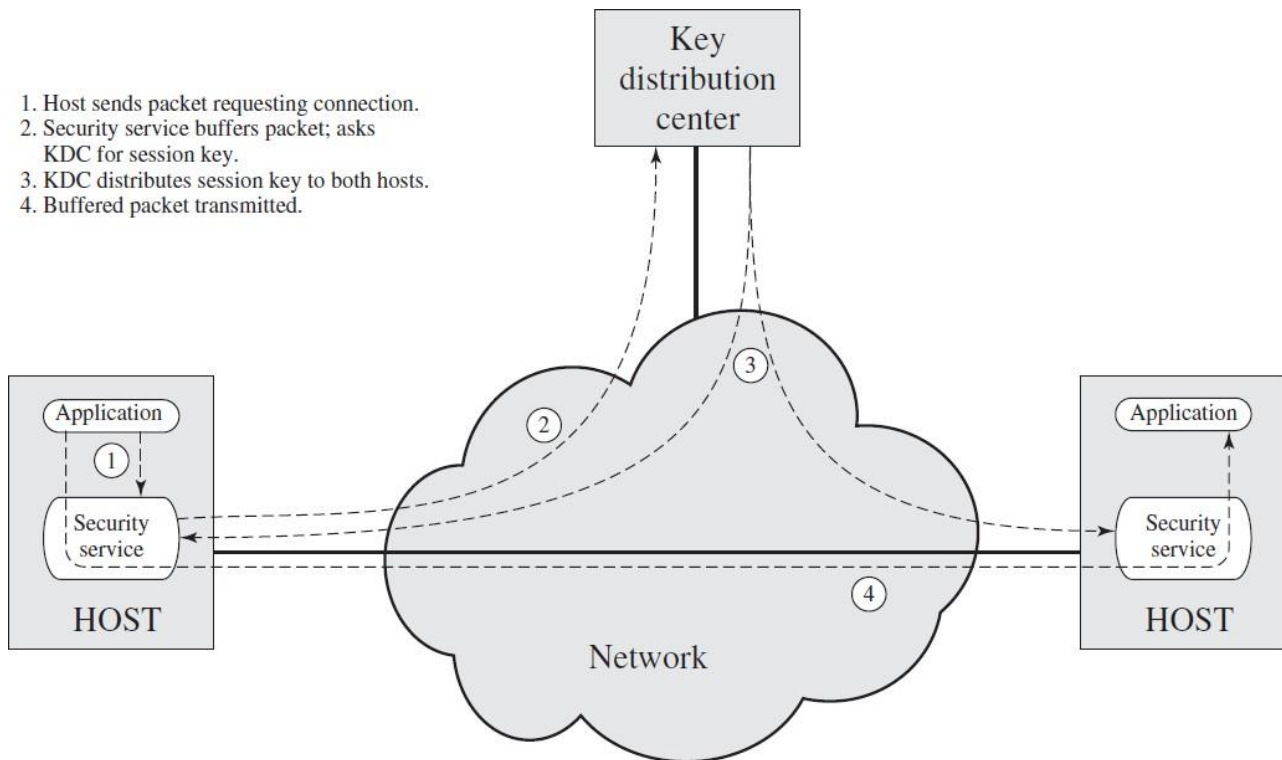 Key
distribution
center
1. Host sends packet requesting connection.
2. Security service buffers packet; asks
KDC for session key.
3. KDC distributes session key to both hosts.
4. Buffered packet transmitted.
3
2
Application
1
Security
service
HOST
Application
Security
service
HOST
4
Network